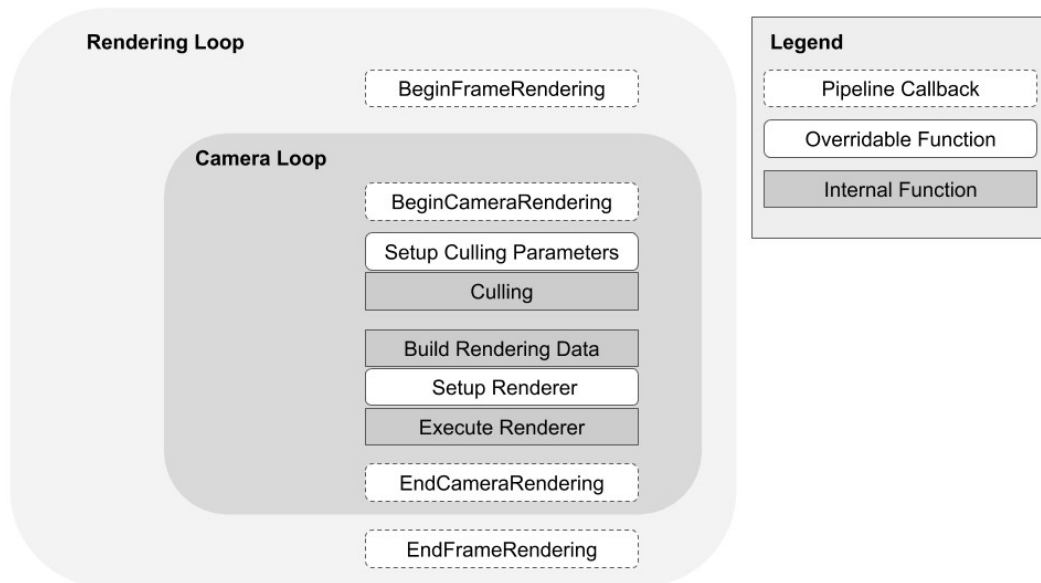 Rendering Loop
BeginFrameRendering
Camera Loop
BeginCameraRendering
Setup Culling Parameters
Culling
Build Rendering Data
Setup Renderer
Execute Renderer
EndCameraRendering
EndFrameRendering
Legend
Pipeline Callback
Overridable Function
Internal Function